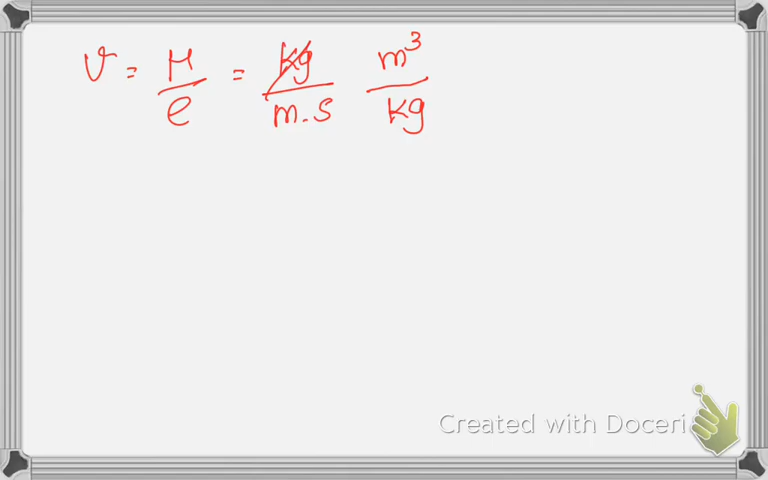 ν = μ/ρ = kg/m.s m³/kg
Created with Doceri